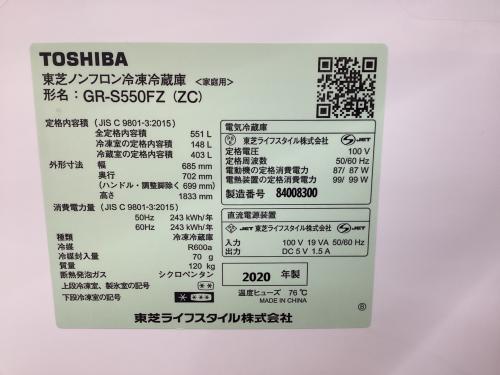 TOSHIBA
東芝ノンフロン冷凍冷蔵庫 <家庭用>
形名： GR-S550FZ (ZC)
定格内容積 (JIS C 9801-3:2015)
全定格内容積 551 L
冷凍室の定格内容積 148 L
冷蔵室の定格内容積 403 L
外形寸法 幅 685 mm
奥行 702 mm
(ハンドル・調整脚除く 699 mm)
高さ 1833 mm
消費電力量 (JIS C 9801-3:2015)
50Hz 243 kWh/年
60Hz 243 kWh/年
種類 冷凍冷蔵庫
冷媒 R600a
冷媒封入量 70 g
質量 120 kg
断熱発泡ガス シクロペンタン
上段冷凍室、製氷室の記号
下段冷凍室の記号
電気冷蔵庫
東芝ライフスタイル株式会社 JET
定格電圧 100 V
定格周波数 50/60 Hz
電動機の定格消費電力 87/ 87 W
電熱装置の定格消費電力 99/ 99 W
製造番号 84008300
直流電源装置
JET 東芝ライフスタイル株式会社 JET
入力 100 V 19 VA 50/60 Hz
出力 DC 5 V 1.5 A
2020 年製
温度ヒューズ 76 ℃
MADE IN CHINA
Ⓑ
東芝ライフスタイル株式会社